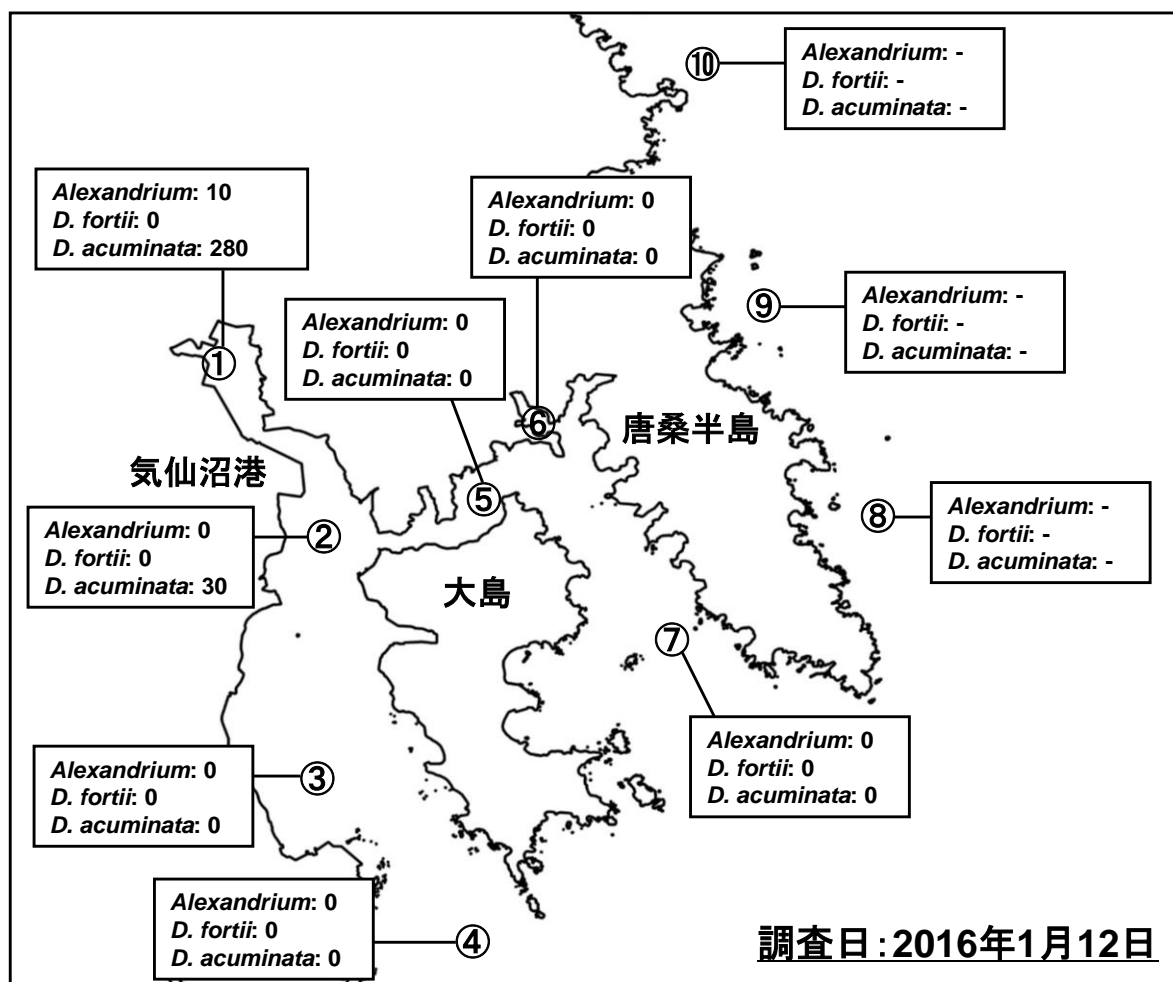 ⑩
Alexandrium: -
D. fortii: -
D. acuminata: -
Alexandrium: 10
D. fortii: 0
D. acuminata: 280
①
Alexandrium: 0
D. fortii: 0
D. acuminata: 0
⑥
⑨
Alexandrium: -
D. fortii: -
D. acuminata: -
Alexandrium: 0
D. fortii: 0
D. acuminata: 0
⑤
唐桑半島
気仙沼港
Alexandrium: 0
D. fortii: 0
D. acuminata: 30
②
⑧
Alexandrium: -
D. fortii: -
D. acuminata: -
大島
⑦
Alexandrium: 0
D. fortii: 0
D. acuminata: 0
Alexandrium: 0
D. fortii: 0
D. acuminata: 0
③
Alexandrium: 0
D. fortii: 0
D. acuminata: 0
④
調査日:2016年1月12日